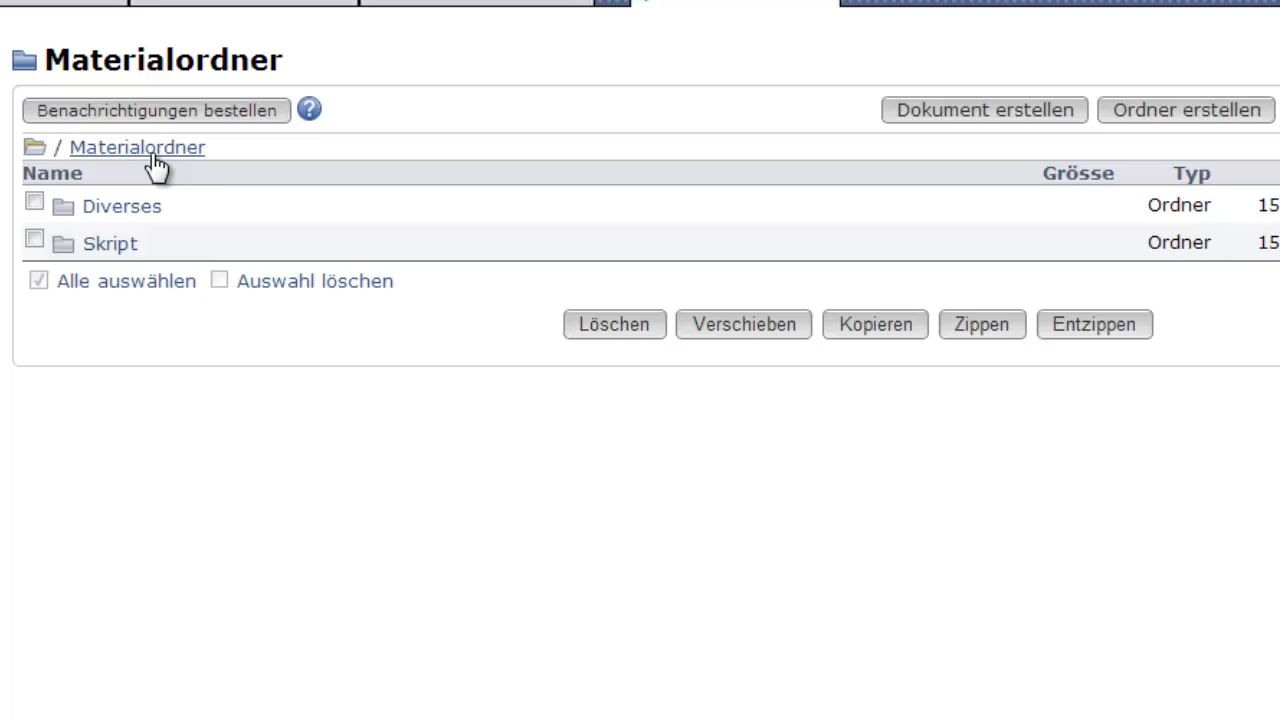 Materialordner
Benachrichtigungen bestellen ? Dokument erstellen Ordner erstellen
/ Materialordner
Name Grösse Typ
Diverses Ordner 15
Skript Ordner 15
Alle auswählen Auswahl löschen
Löschen Verschieben Kopieren Zippen Entzippen